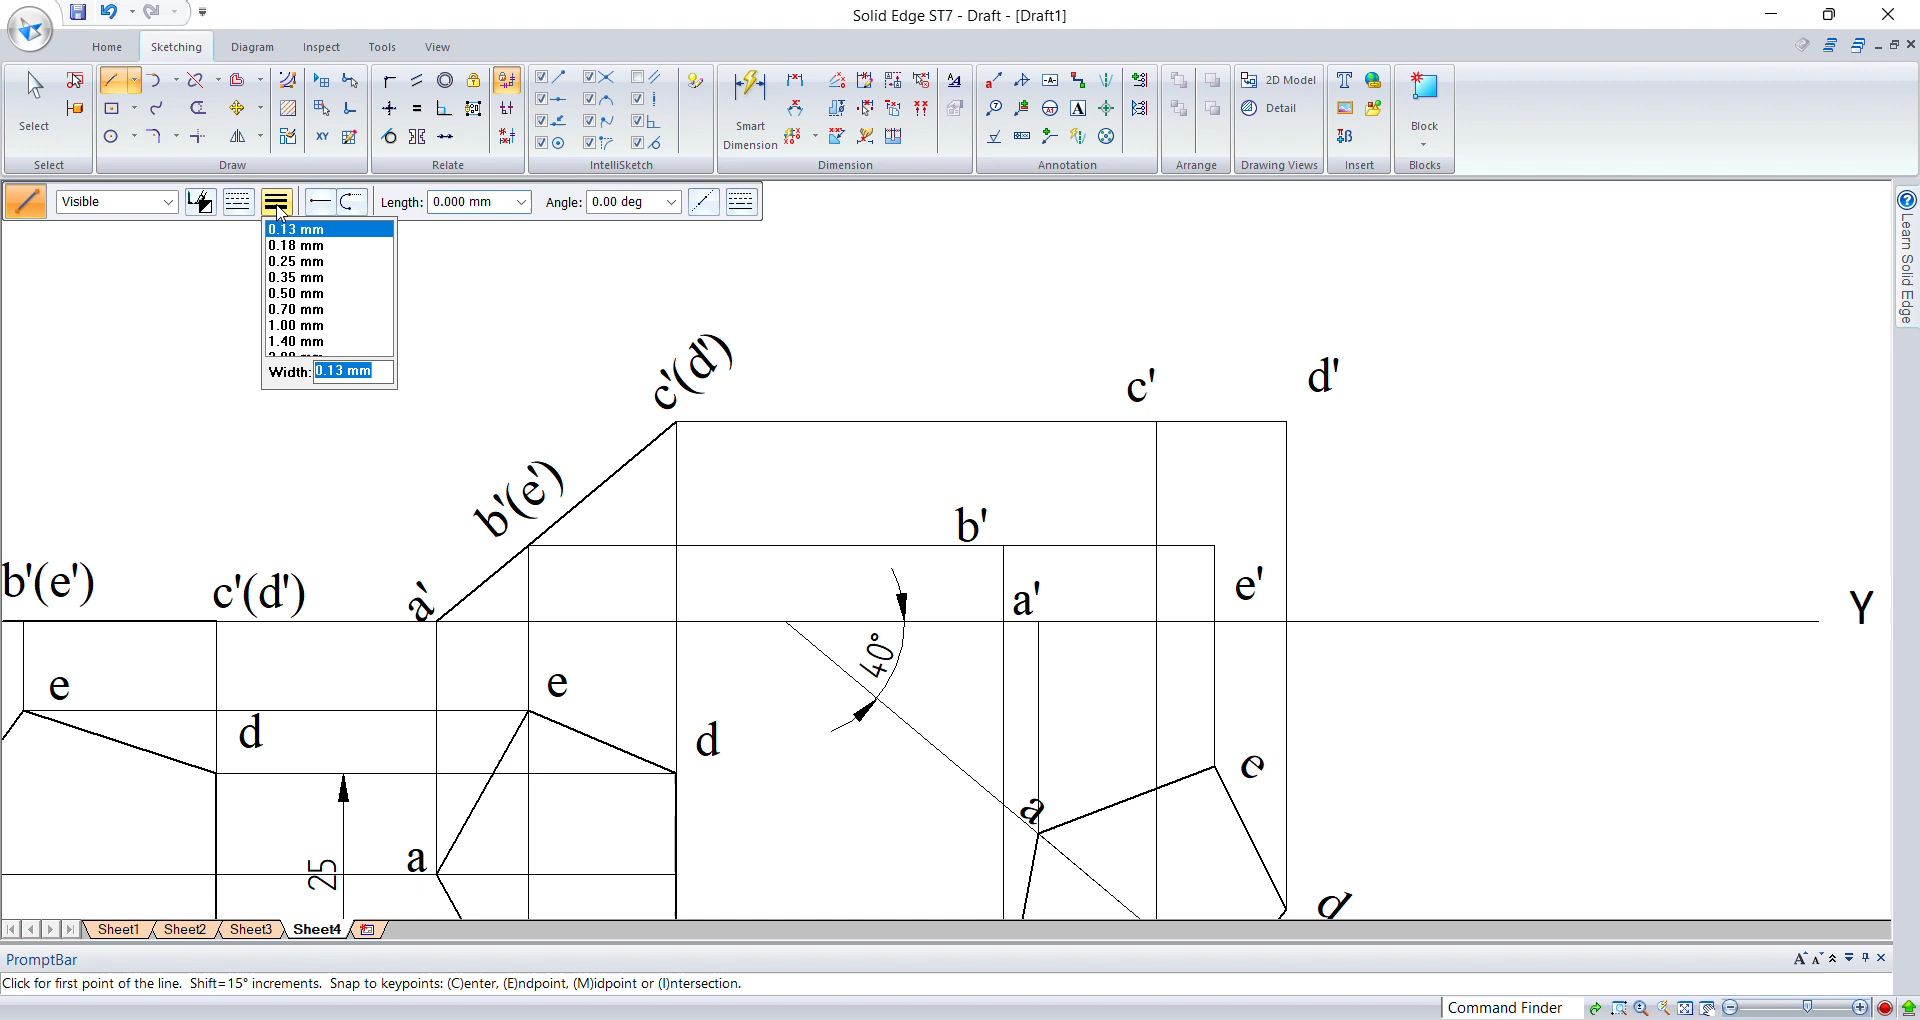 Solid Edge ST7 - Draft - [Draft1]
Home Sketching Diagram Inspect Tools View
Select
Smart
Dimension
2D Model
Detail
Block
Select Draw Relate IntelliSketch Dimension Annotation Arrange Drawing Views Insert Blocks
Visible Length: 0.000 mm Angle: 0.00 deg
0.13 mm
0.18 mm
0.25 mm
0.35 mm
0.50 mm
0.70 mm
1.00 mm
1.40 mm
Width: 0.13 mm
Learn Solid Edge
c'(d') c' d'
b'(e') b'
b'(e') c'(d') a' a' e' Y
40°
e e
d d e
a a
25 d
Sheet1 Sheet2 Sheet3 Sheet4
PromptBar
Click for first point of the line. Shift=15° increments. Snap to keypoints: (C)enter, (E)ndpoint, (M)idpoint or (I)ntersection.
Command Finder